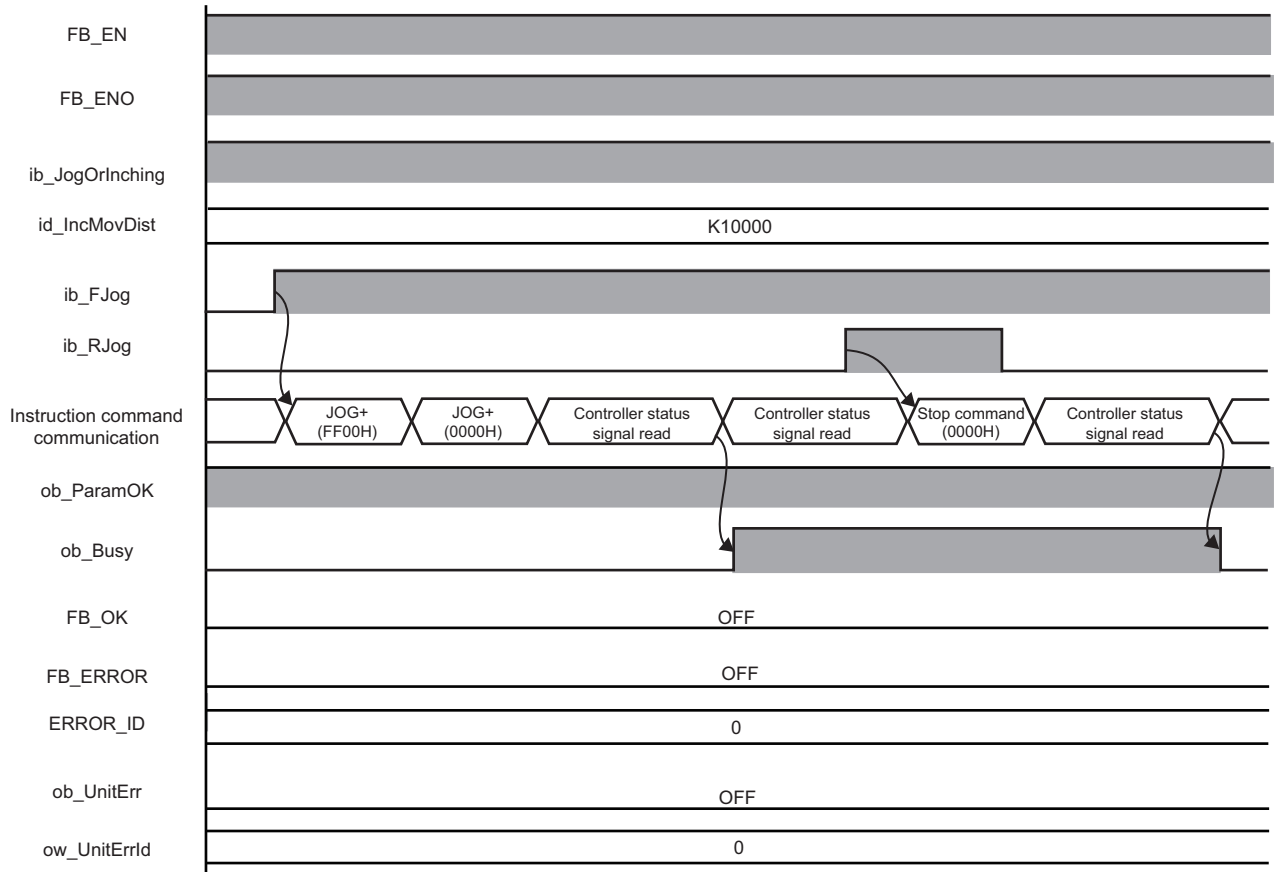 FB_EN
FB_ENO
ib_JogOrInching
id_IncMovDist
K10000
ib_FJog
ib_RJog
Instruction command
communication
JOG+
(FF00H)
JOG+
(0000H)
Controller status
signal read
Controller status
signal read
Stop command
(0000H)
Controller status
signal read
ob_ParamOK
ob_Busy
FB_OK
OFF
FB_ERROR
OFF
ERROR_ID
0
ob_UnitErr
OFF
ow_UnitErrId
0